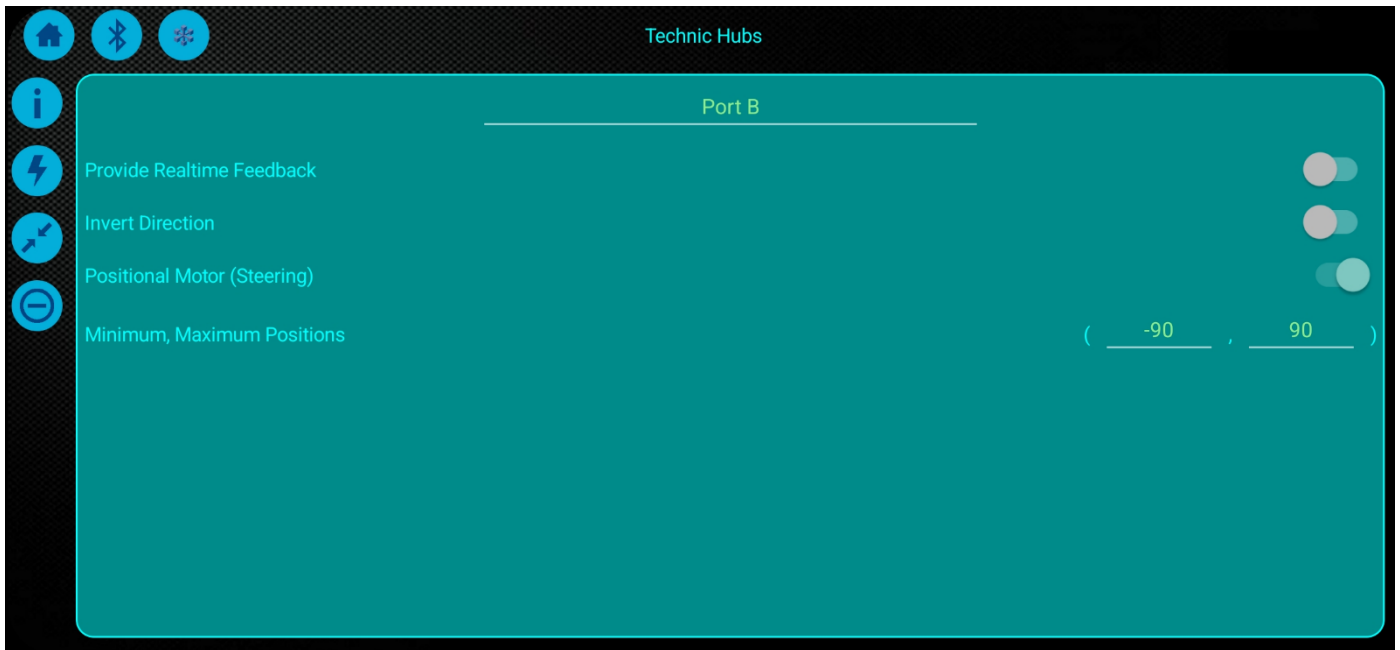 Technic Hubs
Port B
Provide Realtime Feedback
Invert Direction
Positional Motor (Steering)
Minimum, Maximum Positions ( -90 , 90 )